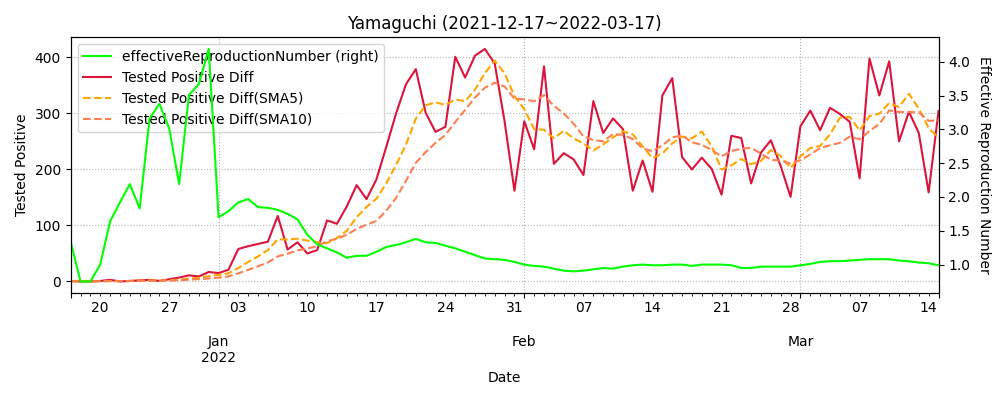 Yamaguchi (2021-12-17~2022-03-17)
effectiveReproductionNumber (right)
Tested Positive Diff
Tested Positive Diff(SMA5)
Tested Positive Diff(SMA10)
Tested Positive
400
300
200
100
0
4.0
3.5
3.0
2.5
2.0
1.5
1.0
Effective Reproduction Number
20 27 03 10 17 24 31 07 14 21 28 07 14
Jan Feb Mar
2022
Date